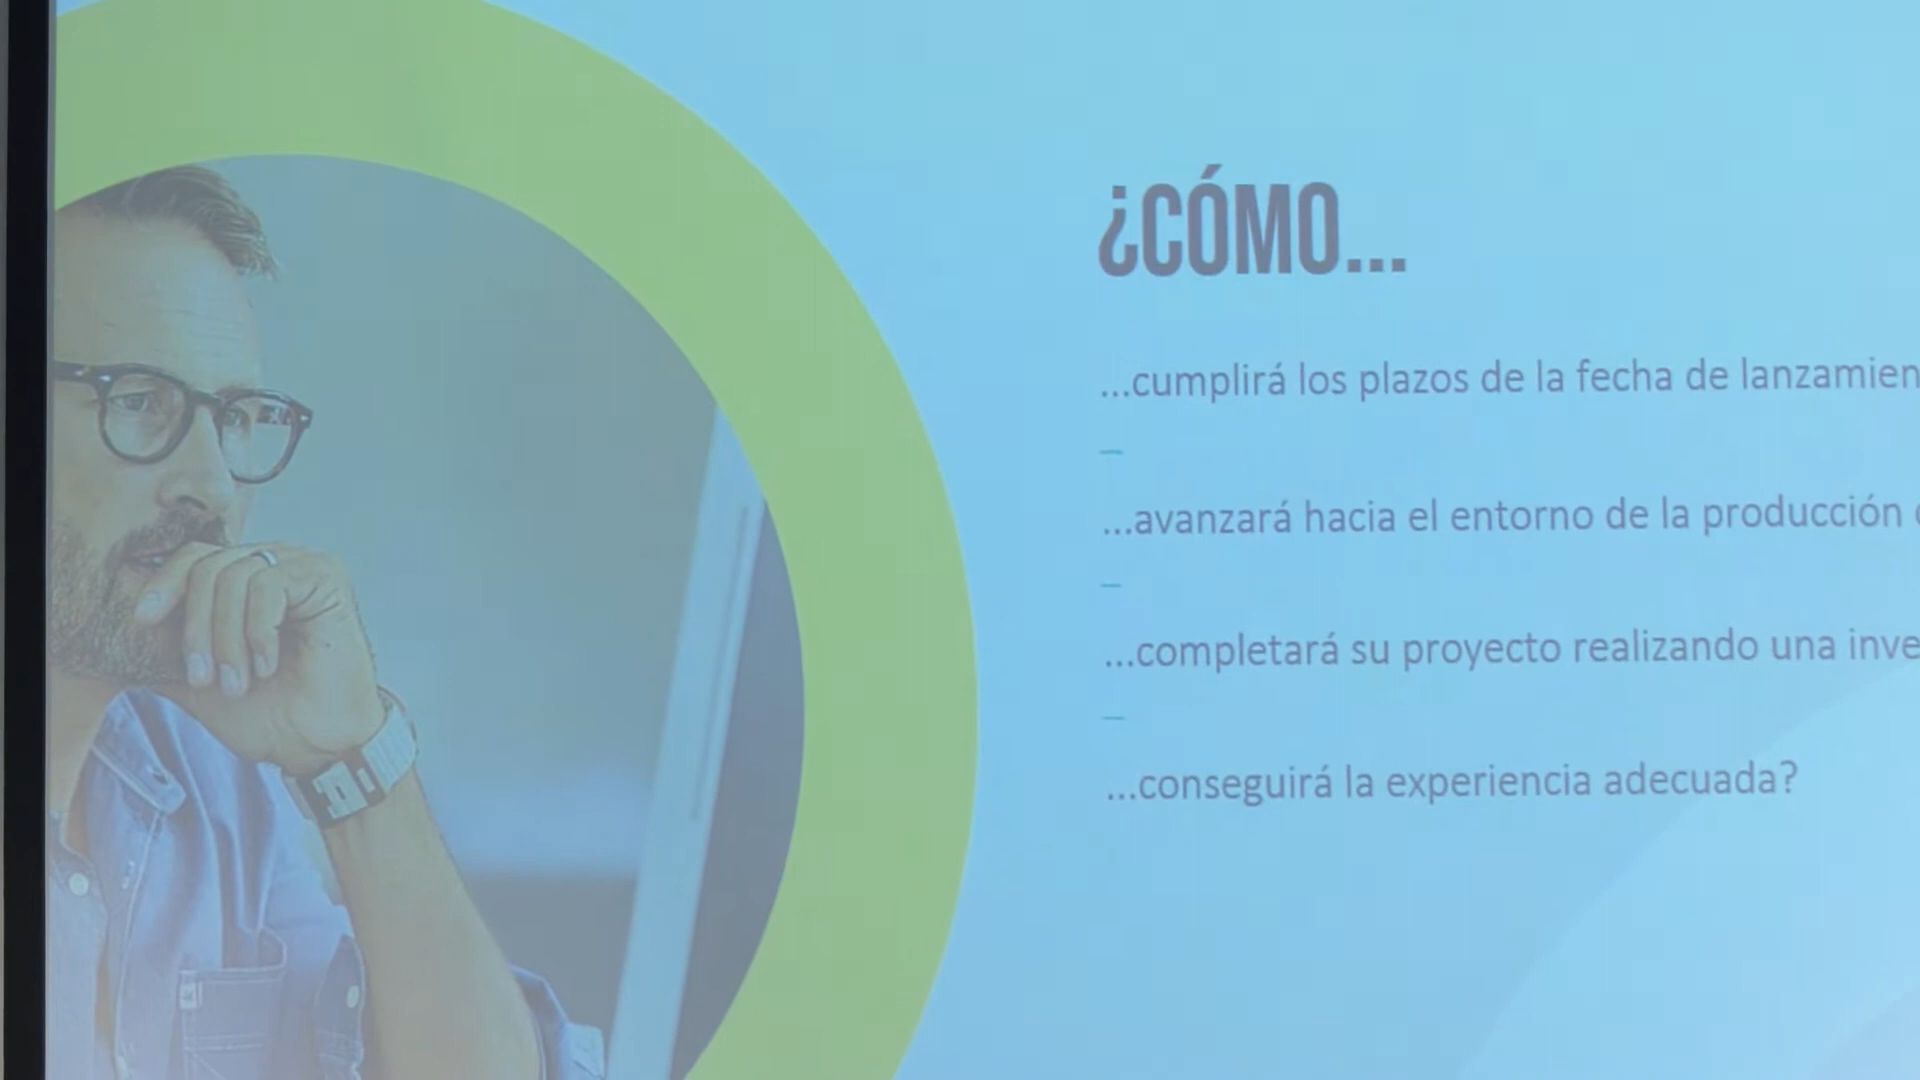 ¿CÓMO...
...cumplirá los plazos de la fecha de
–
...avanzará hacia el entorno de la producción
–
...completará su proyecto realizando una
–
...conseguirá la experiencia adecuada?